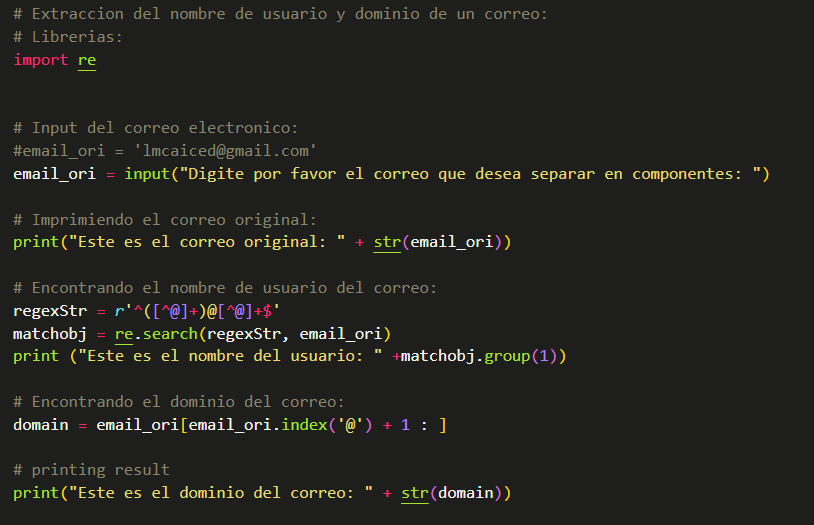 # Extraccion del nombre de usuario y dominio de un correo:
# Librerias:
import re
# Input del correo electronico:
#email_ori = 'lmcaiced@gmail.com'
email_ori = input("Digite por favor el correo que desea separar en componentes: ")
# Imprimiendo el correo original:
print("Este es el correo original: " + str(email_ori))
# Encontrando el nombre de usuario del correo:
regexStr = r'^([^@]+)@[^@]+$'
matchobj = re.search(regexStr, email_ori)
print ("Este es el nombre del usuario: " +matchobj.group(1))
# Encontrando el dominio del correo:
domain = email_ori[email_ori.index('@') + 1 : ]
# printing result
print("Este es el dominio del correo: " + str(domain))